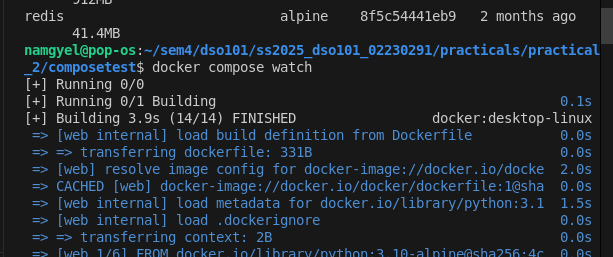 912MB
redis alpine 8f5c54441eb9 2 months ago
41.4MB
namgyel@pop-os:~/sem4/dso101/ss2025_dso101_02230291/practicals/practical
_2/composetest$ docker compose watch
[+] Running 0/0
[+] Running 0/1 Building 0.1s
[+] Building 3.9s (14/14) FINISHED docker:desktop-linux
=> [web internal] load build definition from Dockerfile 0.0s
=> => transferring dockerfile: 331B 0.0s
=> [web] resolve image config for docker-image://docker.io/docke 2.0s
=> CACHED [web] docker-image://docker.io/docker/dockerfile:1@sha 0.0s
=> [web internal] load metadata for docker.io/library/python:3.1 1.5s
=> [web internal] load .dockerignore 0.0s
=> => transferring context: 2B 0.0s
=> [web 1/6] FROM docker.io/library/python:3.10-alpine@sha256:4c 0.0s